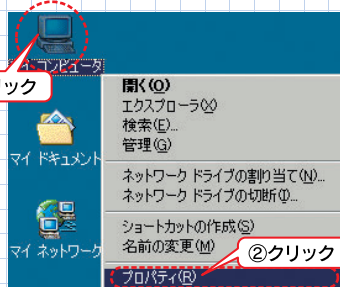 マイ コンピュータ
リック
開く(O)
エクスプローラ(X)
検索(E)...
管理(G)
マイ ドキュメント
ネットワーク ドライブの割り当て(N)...
ネットワーク ドライブの切断(I)...
ショートカットの作成(S)
名前の変更(M)
マイ ネットワーク
②クリック
プロパティ(R)